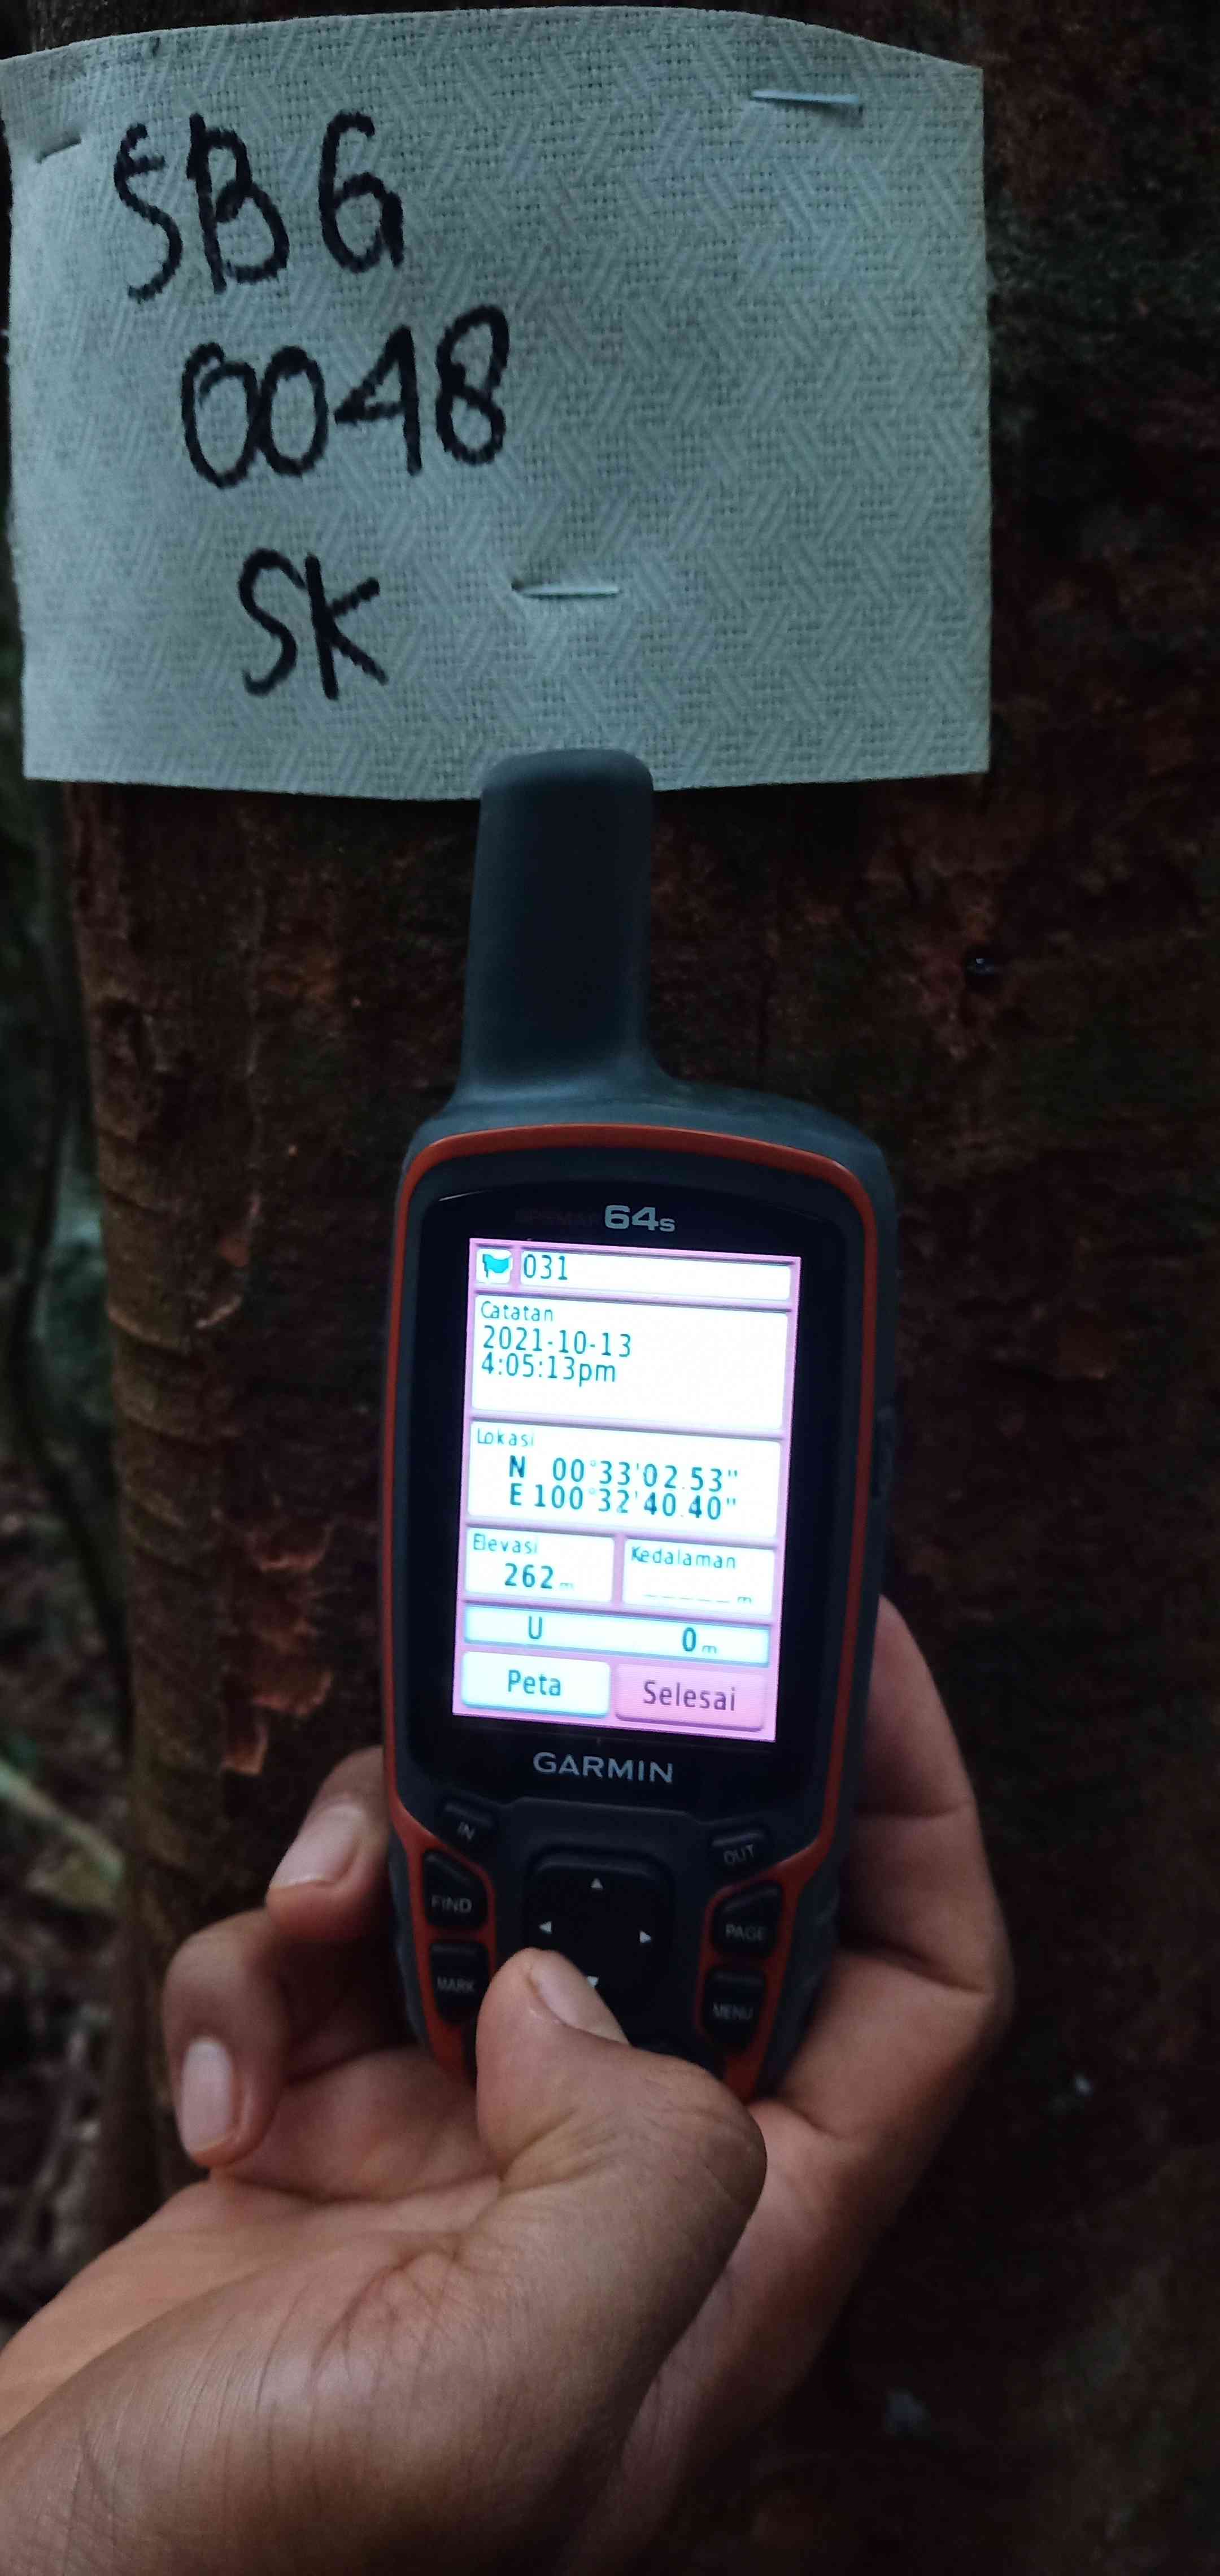 SBG
0048
SK
64s
031
Catatan
2021-10-13
4:05:13pm
Lokasi
N 00°33'02.53"
E 100°32'40.40"
Elevasi Kedalaman
262 m _____ m
U 0 m
Peta Selesai
GARMIN
IN OUT
FIND PAGE
MARK MENU